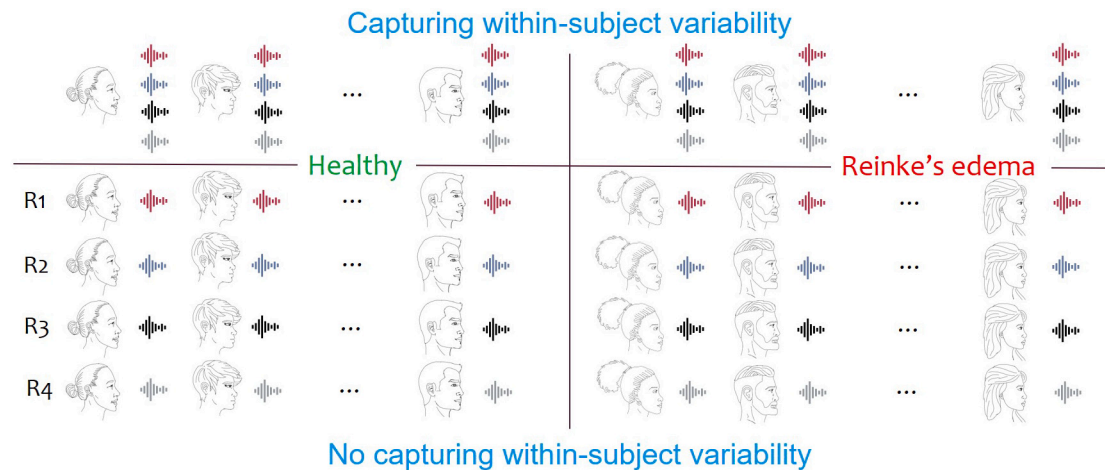 Capturing within-subject variability
...
...
Healthy
Reinke's edema
R1
...
...
R2
...
...
R3
...
...
R4
...
...
No capturing within-subject variability